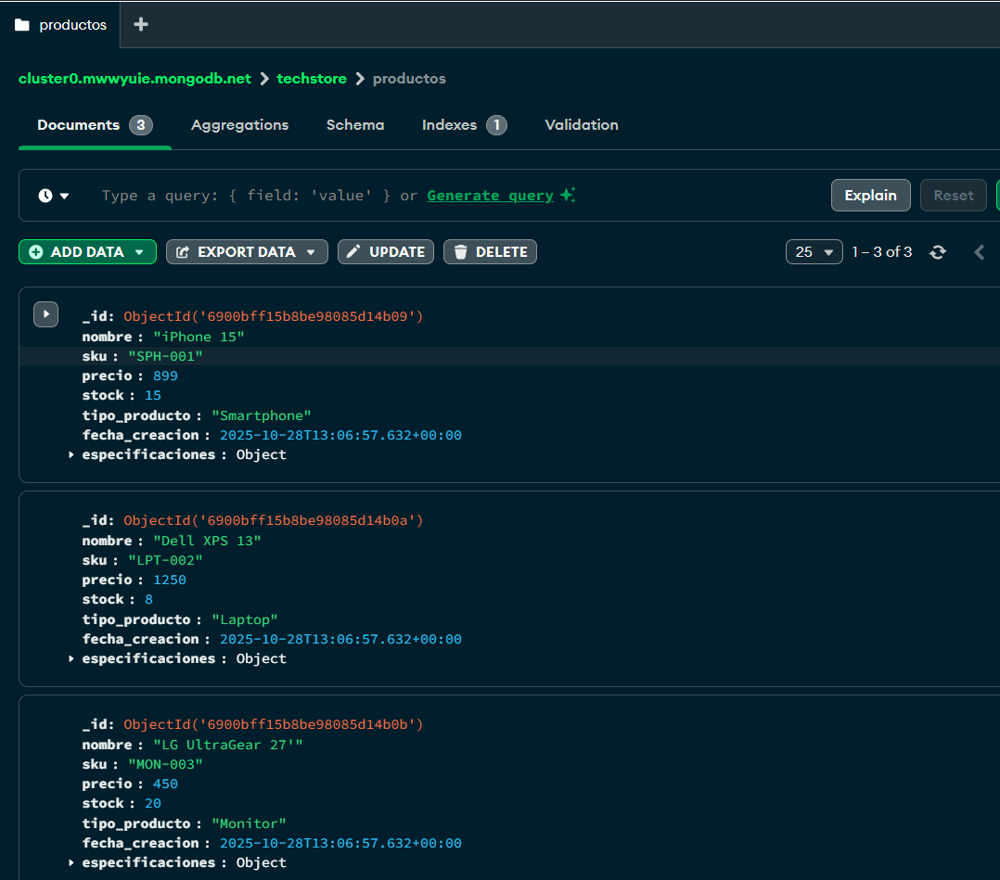 productos
cluster0.mwwyuie.mongodb.net > techstore > productos
Documents 3 Aggregations Schema Indexes 1 Validation
Type a query: { field: 'value' } or Generate query
Explain Reset
ADD DATA EXPORT DATA UPDATE DELETE 25 1 – 3 of 3
_id: ObjectId('6900bff15b8be98085d14b09')
nombre : "iPhone 15"
sku : "SPH-001"
precio : 899
stock : 15
tipo_producto : "Smartphone"
fecha_creacion : 2025-10-28T13:06:57.632+00:00
especificaciones : Object
_id: ObjectId('6900bff15b8be98085d14b0a')
nombre : "Dell XPS 13"
sku : "LPT-002"
precio : 1250
stock : 8
tipo_producto : "Laptop"
fecha_creacion : 2025-10-28T13:06:57.632+00:00
especificaciones : Object
_id: ObjectId('6900bff15b8be98085d14b0b')
nombre : "LG UltraGear 27'"
sku : "MON-003"
precio : 450
stock : 20
tipo_producto : "Monitor"
fecha_creacion : 2025-10-28T13:06:57.632+00:00
especificaciones : Object